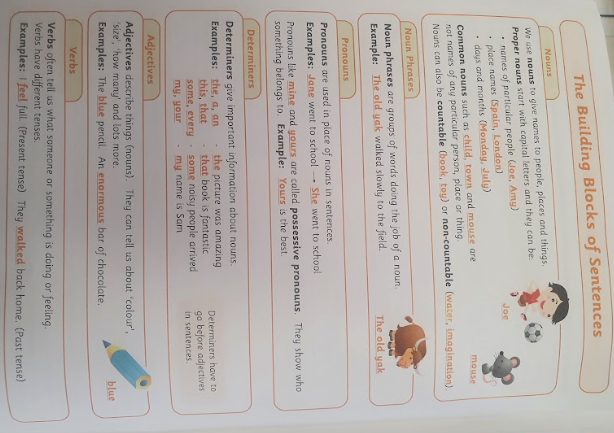 The Building Blocks of Sentences
Nouns
We use nouns to give names to people, places and things.
Proper nouns start with capital letters and they can be:
• names of particular people (Joe, Amy)
• place names (Spain, London)
• days and months (Monday, July)
Joe
mouse
Common nouns such as child, town and mouse are
not names of any particular person, place or thing.
Nouns can also be countable (book, toy) or non-countable (water, imagination).
Noun Phrases
Noun phrases are groups of words doing the job of a noun.
Example: The old yak walked slowly to the field.
The old yak
Pronouns
Pronouns are used in place of nouns in sentences.
Examples: Jane went to school → She went to school
Pronouns like mine and yours are called possessive pronouns. They show who
something belongs to. Example: Yours is the best.
Determiners
Determiners give important information about nouns.
Examples: the, a, an - the picture was amazing
this, that - that book is fantastic
some, every - some noisy people arrived
my, your - my name is Sam
Determiners have to
go before adjectives
in sentences.
Adjectives
Adjectives describe things (nouns). They can tell us about 'colour',
'size', 'how many' and lots more.
Examples: The blue pencil. An enormous bar of chocolate.
blue
Verbs
Verbs often tell us what someone or something is doing or feeling.
Verbs have different tenses.
Examples: I feel full. (Present tense) They walked back home. (Past tense)